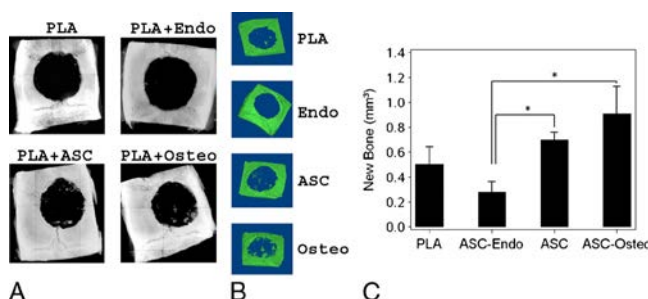 PLA
PLA+Endo
PLA+ASC
PLA+Osteo
A
PLA
Endo
ASC
Osteo
B
New Bone (mm³)
1.4
1.2
1.0
0.8
0.6
0.4
0.2
0.0
*
*
PLA
ASC-Endo
ASC
ASC-Osteo
C